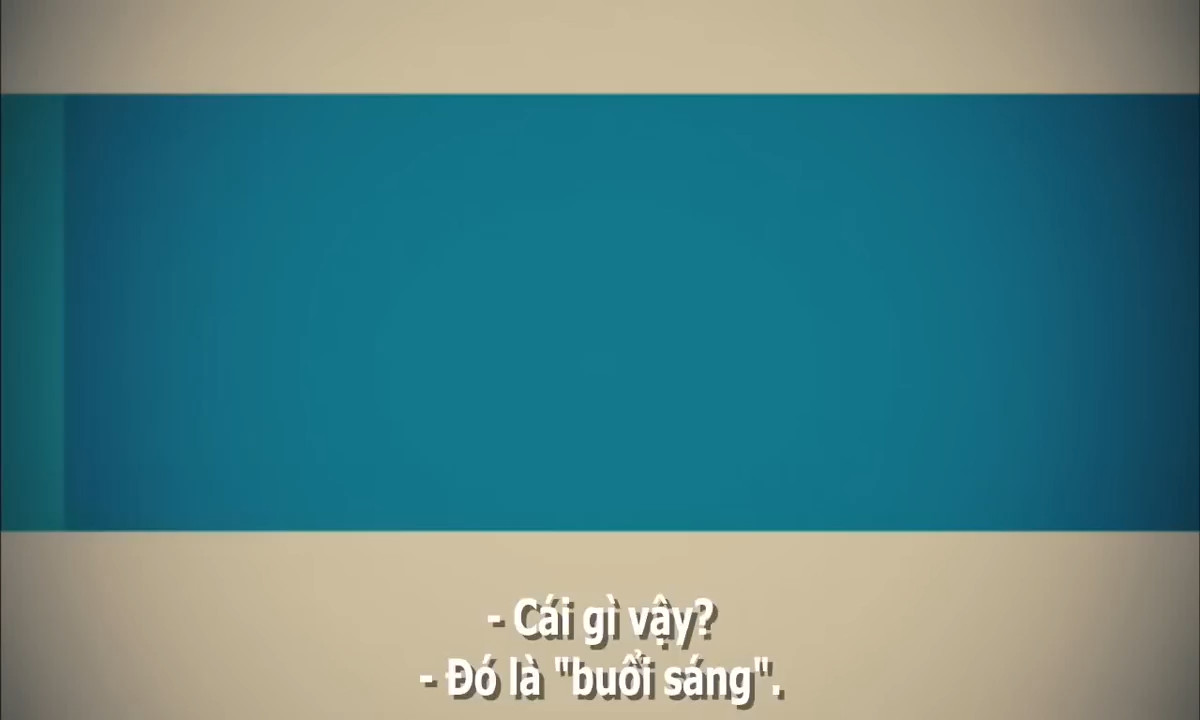 - Cái gì vậy?
- Đó là "buổi sáng".